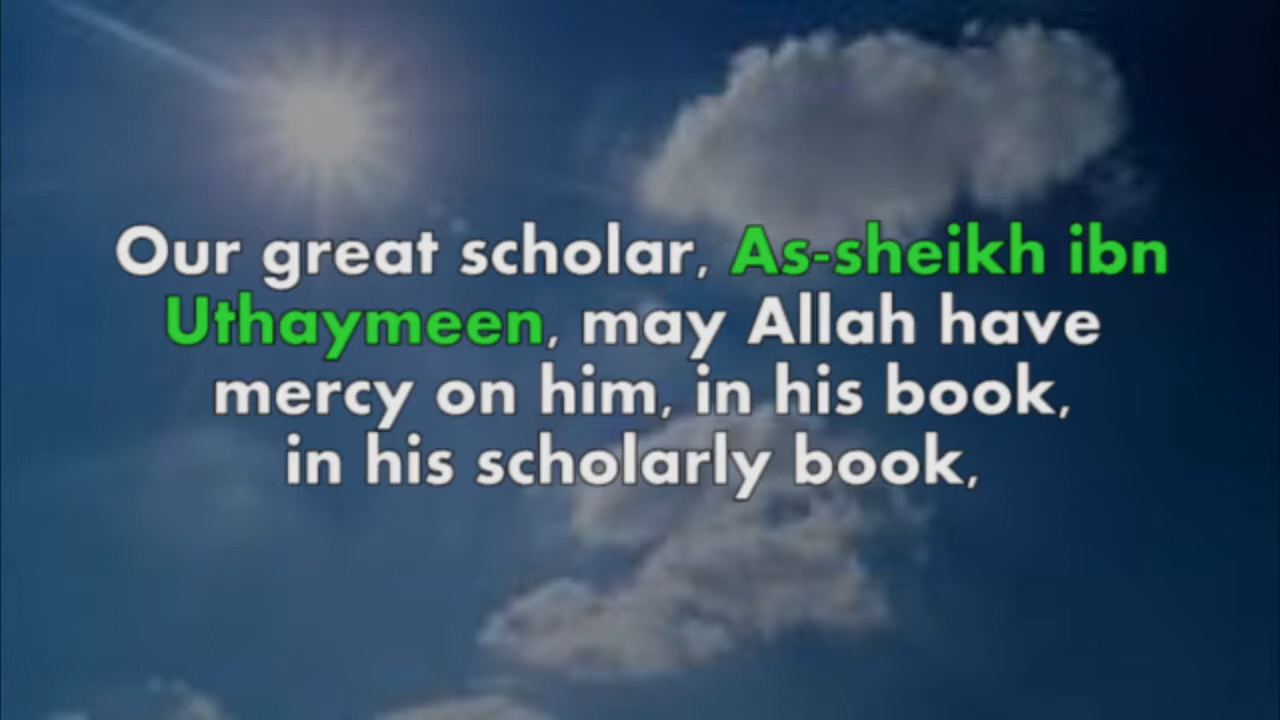 Our great scholar, As-sheikh ibn
Uthaymeen, may Allah have
mercy on him, in his book,
in his scholarly book,